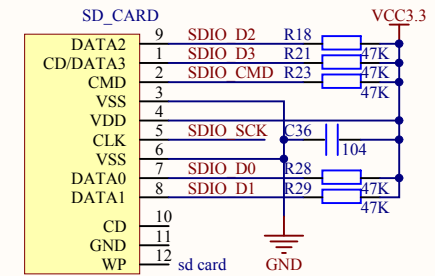 SD_CARD VCC3.3
DATA2 9 SDIO_D2 R18 47K
CD/DATA3 1 SDIO_D3 R21 47K
CMD 2 SDIO_CMD R23 47K
VSS 3
VDD 4
CLK 5 SDIO_SCK C36 104
VSS 6
DATA0 7 SDIO_D0 R28 47K
DATA1 8 SDIO_D1 R29 47K
CD 10
GND 11
WP 12 sd card GND